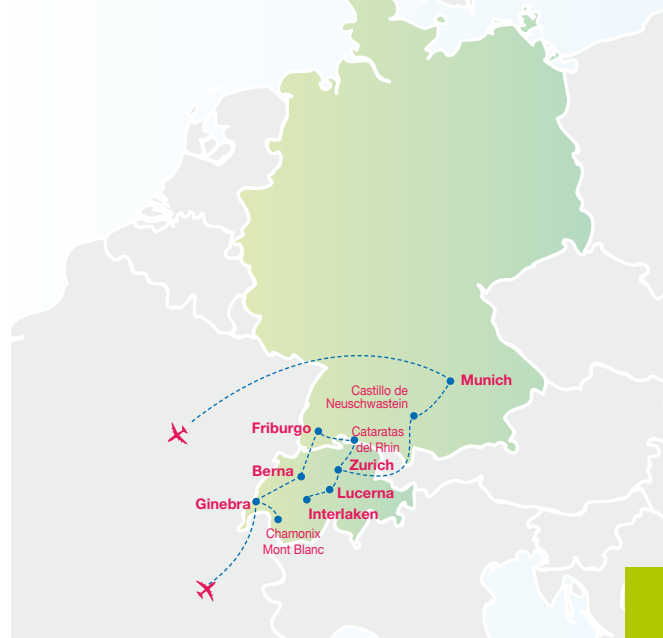 Munich
Castillo de
Neuschwastein
Friburgo
Cataratas
del Rhin
Berna
Zurich
Ginebra
Lucerna
Interlaken
Chamonix
Mont Blanc